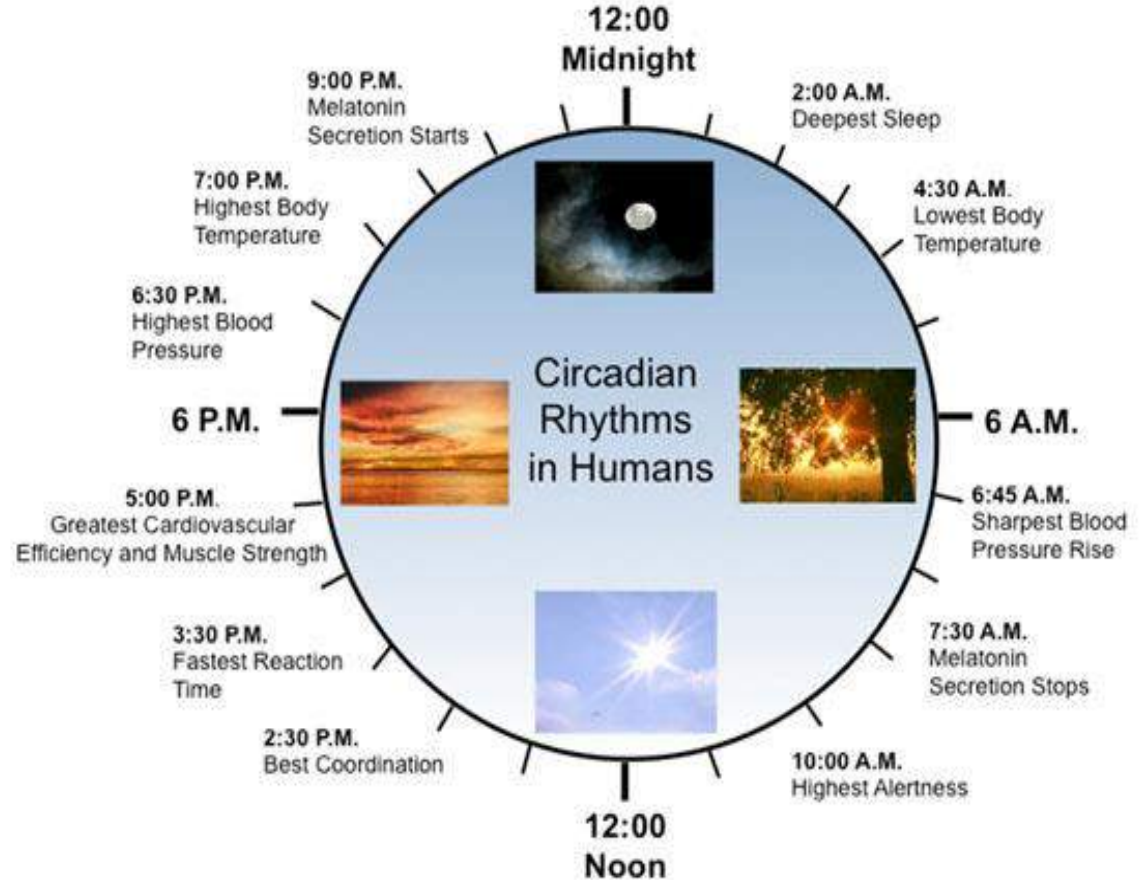 12:00
Midnight
2:00 A.M.
Deepest Sleep
4:30 A.M.
Lowest Body
Temperature
6 A.M.
6:45 A.M.
Sharpest Blood
Pressure Rise
7:30 A.M.
Melatonin
Secretion Stops
10:00 A.M.
Highest Alertness
12:00
Noon
2:30 P.M.
Best Coordination
3:30 P.M.
Fastest Reaction
Time
5:00 P.M.
Greatest Cardiovascular
Efficiency and Muscle Strength
6 P.M.
6:30 P.M.
Highest Blood
Pressure
7:00 P.M.
Highest Body
Temperature
9:00 P.M.
Melatonin
Secretion Starts
Circadian
Rhythms
in Humans